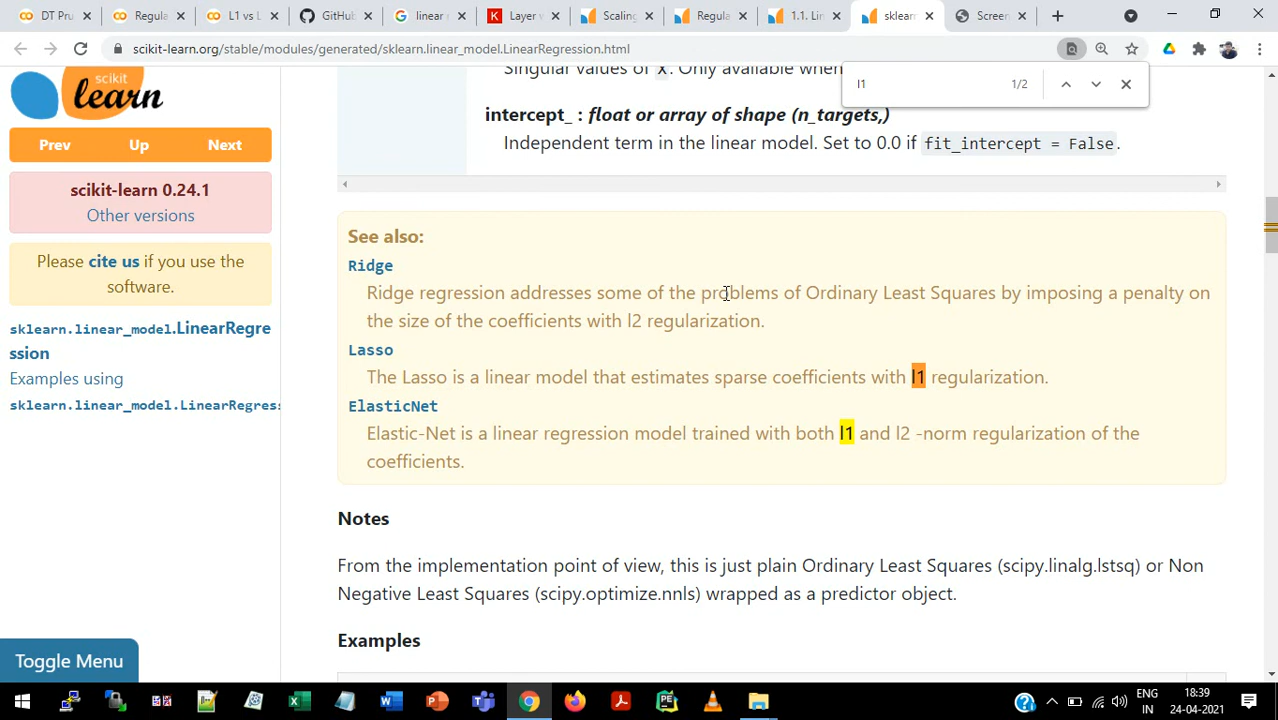 DT Pru
Regula
L1 vs L
GitHub
linear r
Layer w
Scaling
Regula
1.1. Lin
sklearn
Screen
scikit-learn.org/stable/modules/generated/sklearn.linear_model.LinearRegression.html
l1
1/2
scikit
learn
Prev
Up
Next
scikit-learn 0.24.1
Other versions
Please cite us if you use the
software.
sklearn.linear_model.LinearRegre
ssion
Examples using
sklearn.linear_model.LinearRegress
Singular values of X. Only available when
intercept_ : float or array of shape (n_targets,)
Independent term in the linear model. Set to 0.0 if fit_intercept = False.
See also:
Ridge
Ridge regression addresses some of the problems of Ordinary Least Squares by imposing a penalty on
the size of the coefficients with l2 regularization.
Lasso
The Lasso is a linear model that estimates sparse coefficients with l1 regularization.
ElasticNet
Elastic-Net is a linear regression model trained with both l1 and l2 -norm regularization of the
coefficients.
Notes
From the implementation point of view, this is just plain Ordinary Least Squares (scipy.linalg.lstsq) or Non
Negative Least Squares (scipy.optimize.nnls) wrapped as a predictor object.
Examples
Toggle Menu
ENG
IN
18:39
24-04-2021